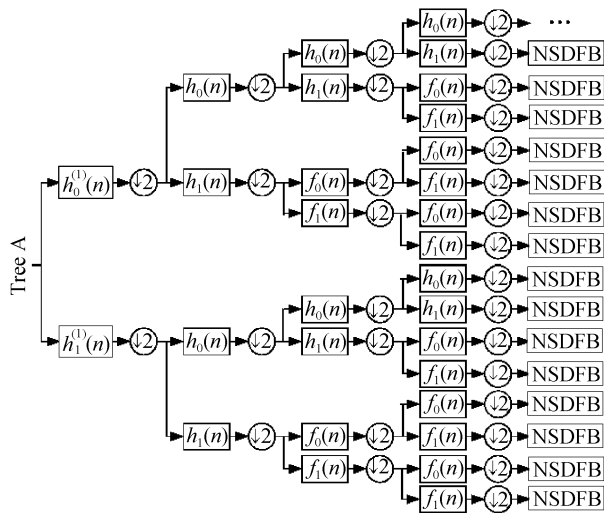 h₀(n) ↓2 ...
h₀(n) ↓2 h₁(n) ↓2 NSDFB
h₀(n) ↓2 h₁(n) ↓2 f₀(n) ↓2 NSDFB
f₁(n) ↓2 NSDFB
f₀(n) ↓2 NSDFB
h₀⁽¹⁾(n) ↓2 h₁(n) ↓2 f₀(n) ↓2 f₁(n) ↓2 NSDFB
f₁(n) ↓2 f₀(n) ↓2 NSDFB
f₁(n) ↓2 NSDFB
Tree A
h₀(n) ↓2 NSDFB
h₀(n) ↓2 h₁(n) ↓2 NSDFB
h₁⁽¹⁾(n) ↓2 h₀(n) ↓2 h₁(n) ↓2 f₀(n) ↓2 NSDFB
f₁(n) ↓2 NSDFB
f₀(n) ↓2 NSDFB
h₁(n) ↓2 f₀(n) ↓2 f₁(n) ↓2 NSDFB
f₁(n) ↓2 f₀(n) ↓2 NSDFB
f₁(n) ↓2 NSDFB